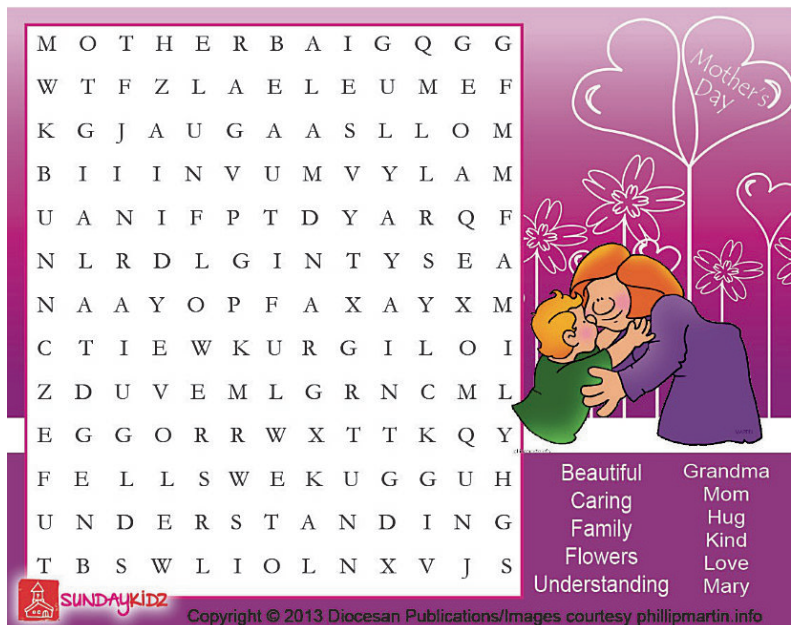 M O T H E R B A I G Q G G
W T F Z L A E L E U M E F
K G J A U G A A S L L O M
B I I I N V U M V Y L A M
U A N I F P T D Y A R Q F
N L R D L G I N T Y S E A
N A A Y O P F A X A Y X M
C T I E W K U R G I L O I
Z D U V E M L G R N C M L
E G G O R R W X T T K Q Y
F E L L S W E K U G G U H
U N D E R S T A N D I N G
T B S W L I O L N X V J S
Mother's
Day
Beautiful
Caring
Family
Flowers
Understanding
Grandma
Mom
Hug
Kind
Love
Mary
SUNDAYKIDZ
Copyright © 2013 Diocesan Publications/Images courtesy phillipmartin.info